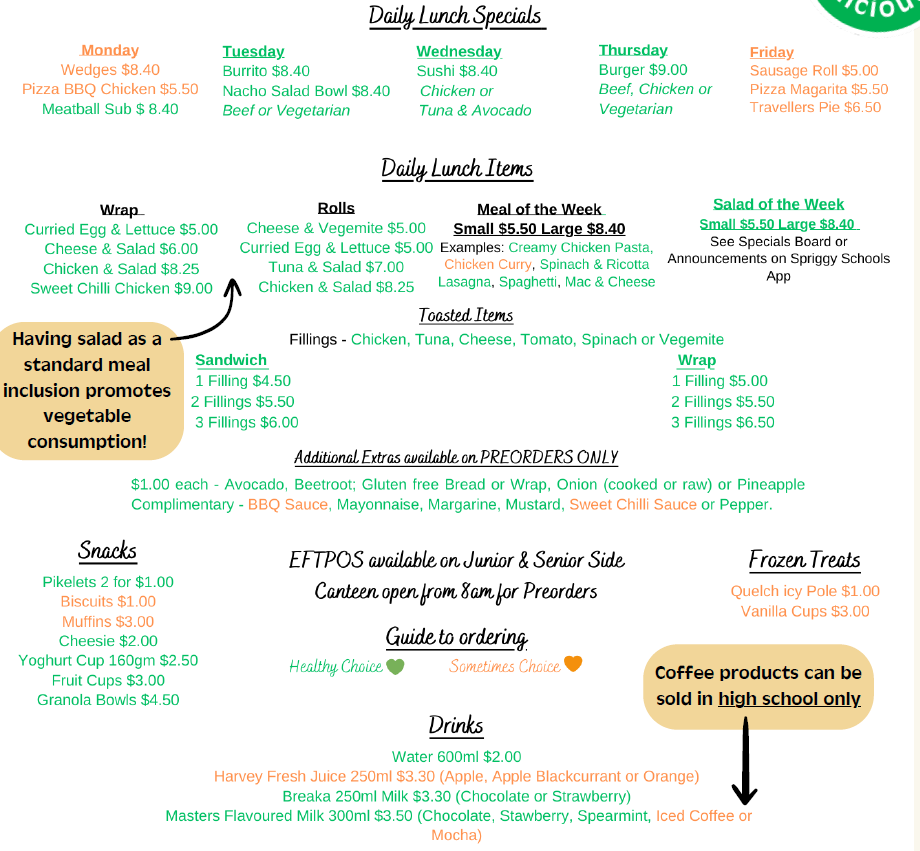 icious
Daily Lunch Specials
Monday
Wedges $8.40
Pizza BBQ Chicken $5.50
Meatball Sub $ 8.40
Tuesday
Burrito $8.40
Nacho Salad Bowl $8.40
Beef or Vegetarian
Wednesday
Sushi $8.40
Chicken or
Tuna & Avocado
Thursday
Burger $9.00
Beef, Chicken or
Vegetarian
Friday
Sausage Roll $5.00
Pizza Magarita $5.50
Travellers Pie $6.50
Daily Lunch Items
Wrap
Curried Egg & Lettuce $5.00
Cheese & Salad $6.00
Chicken & Salad $8.25
Sweet Chilli Chicken $9.00
Rolls
Cheese & Vegemite $5.00
Curried Egg & Lettuce $5.00
Tuna & Salad $7.00
Chicken & Salad $8.25
Meal of the Week
Small $5.50 Large $8.40
Examples: Creamy Chicken Pasta,
Chicken Curry, Spinach & Ricotta
Lasagna, Spaghetti, Mac & Cheese
Salad of the Week
Small $5.50 Large $8.40
See Specials Board or
Announcements on Spriggy Schools
App
Having salad as a
standard meal
inclusion promotes
vegetable
consumption!
Toasted Items
Fillings - Chicken, Tuna, Cheese, Tomato, Spinach or Vegemite
Sandwich
1 Filling $4.50
2 Fillings $5.50
3 Fillings $6.00
Wrap
1 Filling $5.00
2 Fillings $5.50
3 Fillings $6.50
Additional Extras available on PREORDERS ONLY
$1.00 each - Avocado, Beetroot; Gluten free Bread or Wrap, Onion (cooked or raw) or Pineapple
Complimentary - BBQ Sauce, Mayonnaise, Margarine, Mustard, Sweet Chilli Sauce or Pepper.
Snacks
Pikelets 2 for $1.00
Biscuits $1.00
Muffins $3.00
Cheesie $2.00
Yoghurt Cup 160gm $2.50
Fruit Cups $3.00
Granola Bowls $4.50
EFTPOS available on Junior & Senior Side
Canteen open from 8am for Preorders
Guide to ordering
Healthy Choice
Sometimes Choice
Frozen Treats
Quelch icy Pole $1.00
Vanilla Cups $3.00
Coffee products can be
sold in high school only
Drinks
Water 600ml $2.00
Harvey Fresh Juice 250ml $3.30 (Apple, Apple Blackcurrant or Orange)
Breaka 250ml Milk $3.30 (Chocolate or Strawberry)
Masters Flavoured Milk 300ml $3.50 (Chocolate, Stawberry, Spearmint, Iced Coffee or
Mocha)